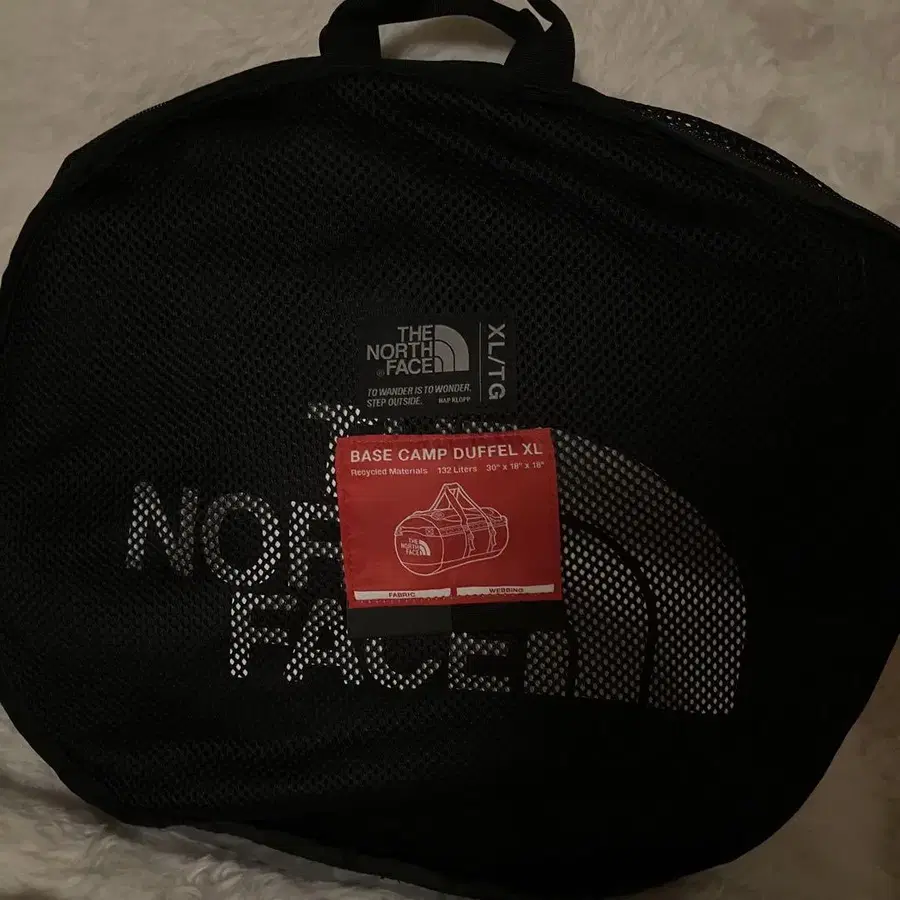 THE
NORTH
FACE
XL/TG
TO WANDER IS TO WONDER.
STEP OUTSIDE.
BASE CAMP DUFFEL XL
Recycled Materials 132 Liters 30" x 18" x 18"
THE
NORTH
FACE
FABRIC WEBBING
NOR
FACE